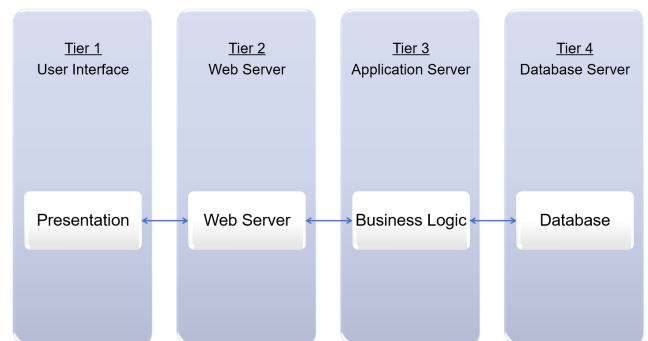 Tier 1
User Interface
Tier 2
Web Server
Tier 3
Application Server
Tier 4
Database Server
Presentation
Web Server
Business Logic
Database